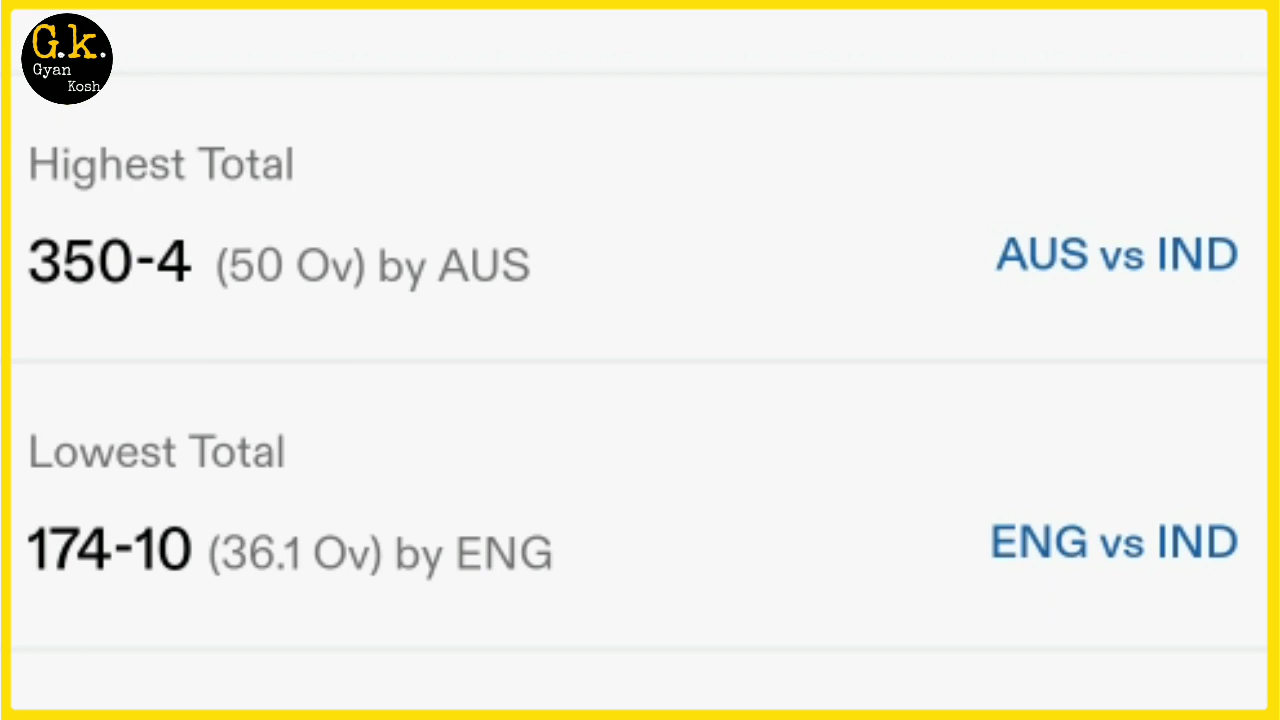 G.k.
Gyan
Kosh
Highest Total
350-4 (50 Ov) by AUS
AUS vs IND
Lowest Total
174-10 (36.1 Ov) by ENG
ENG vs IND